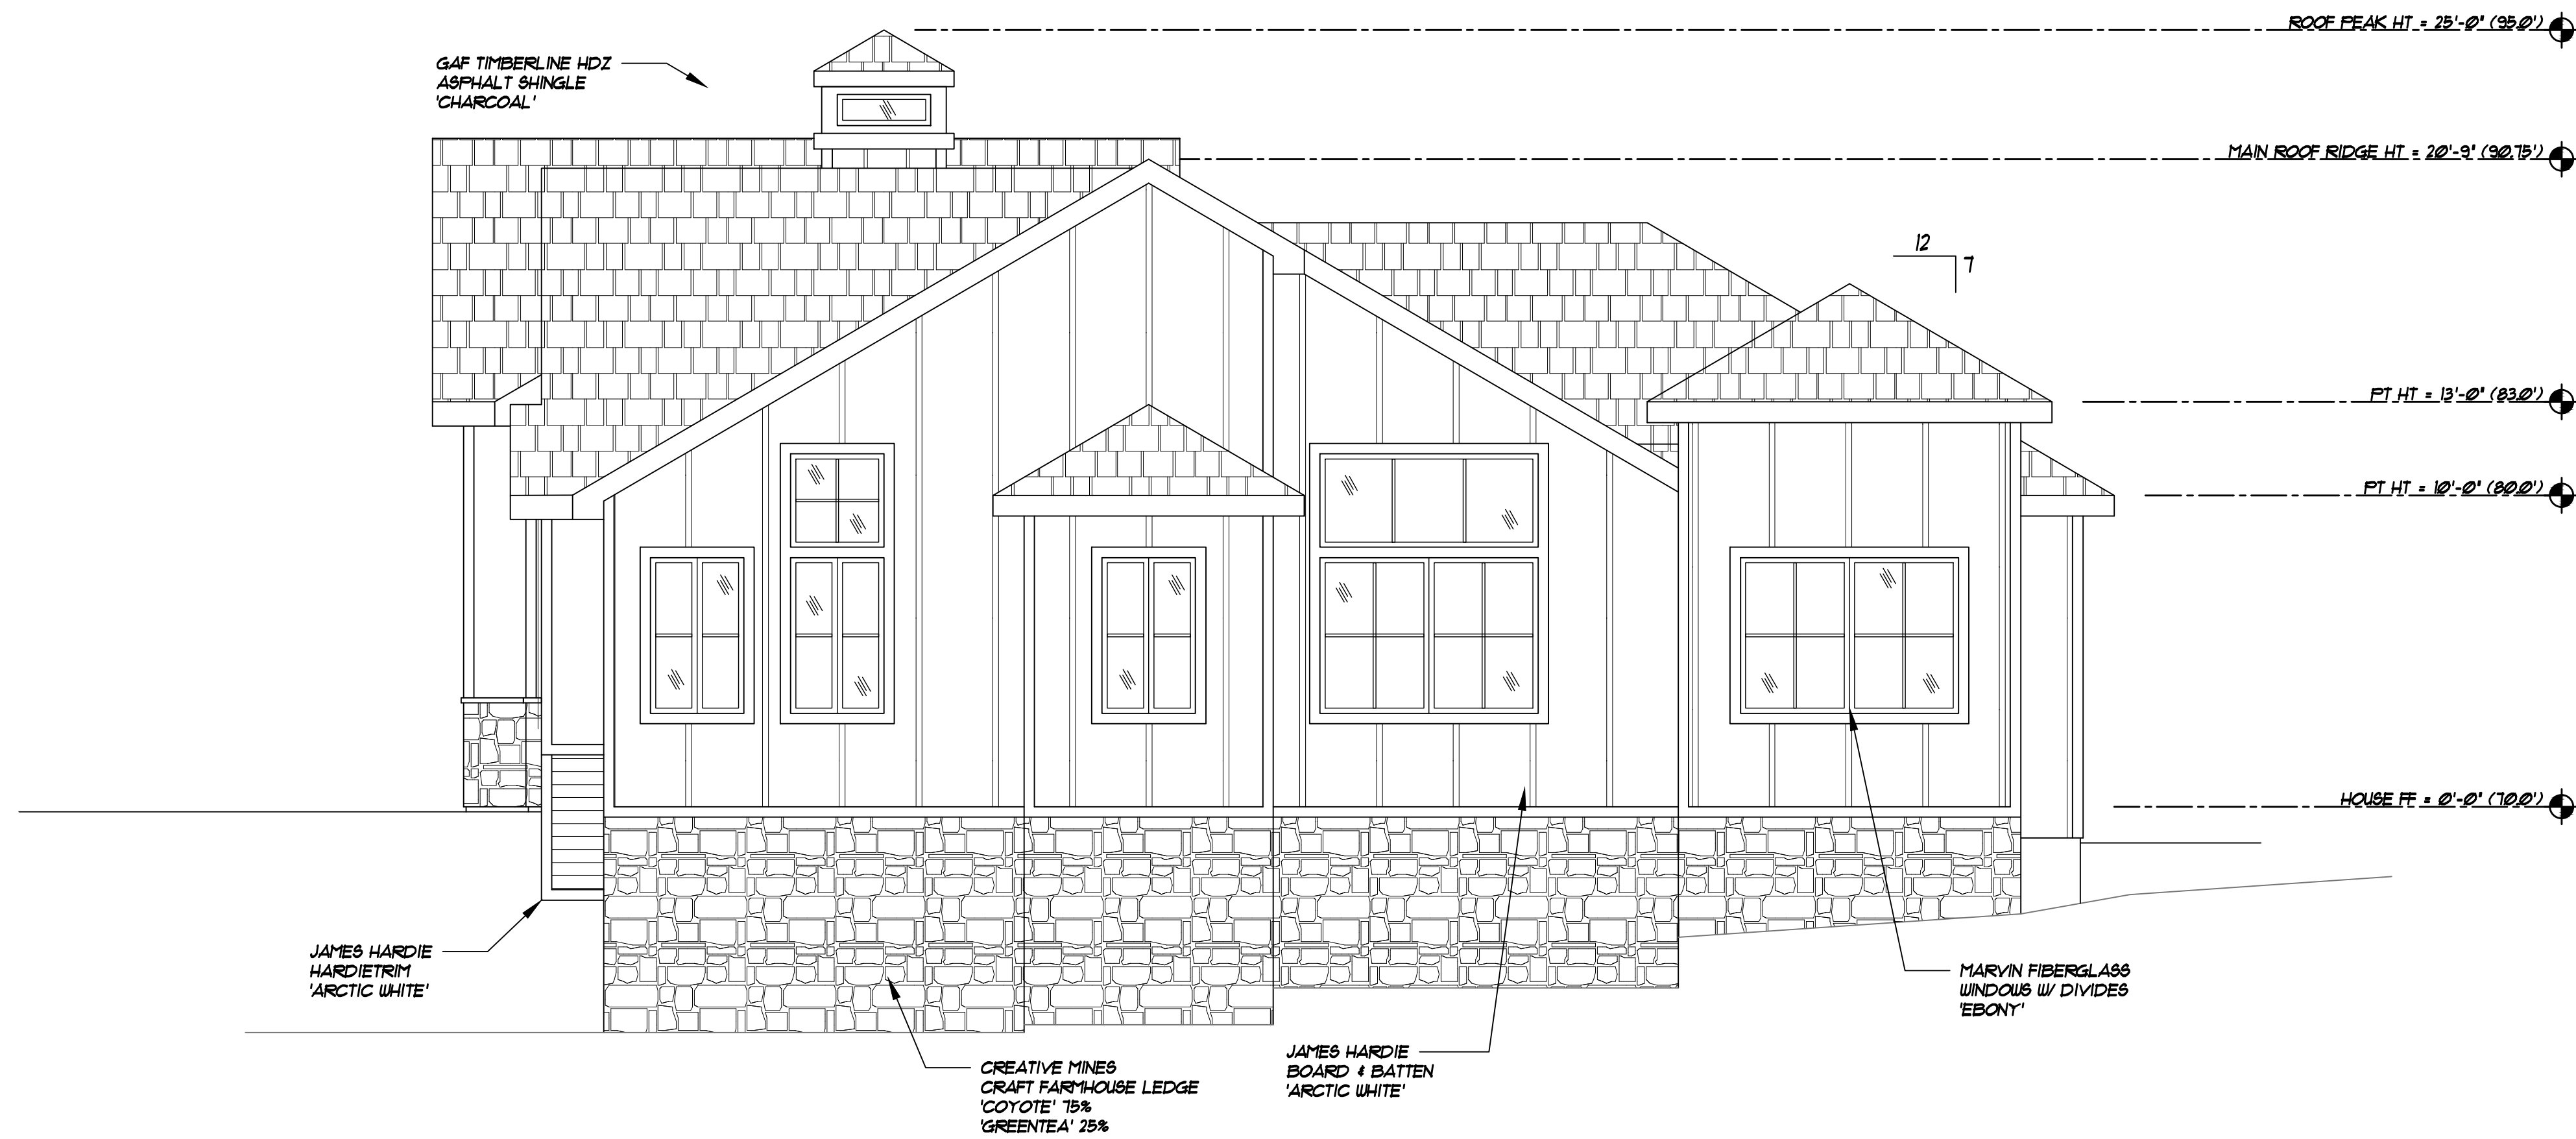 ROOF PEAK HT = 25'-0" (95.0')
GAF TIMBERLINE HDZ
ASPHALT SHINGLE
'CHARCOAL'
MAIN ROOF RIDGE HT = 20'-9" (90.75')
12
7
PT HT = 13'-0" (83.0')
PT HT = 10'-0" (80.0')
HOUSE FF = 0'-0" (70.0')
JAMES HARDIE
HARDIETRIM
'ARCTIC WHITE'
MARVIN FIBERGLASS
WINDOWS W/ DIVIDES
'EBONY'
JAMES HARDIE
BOARD & BATTEN
'ARCTIC WHITE'
CREATIVE MINES
CRAFT FARMHOUSE LEDGE
'COYOTE' 75%
'GREENTEA' 25%